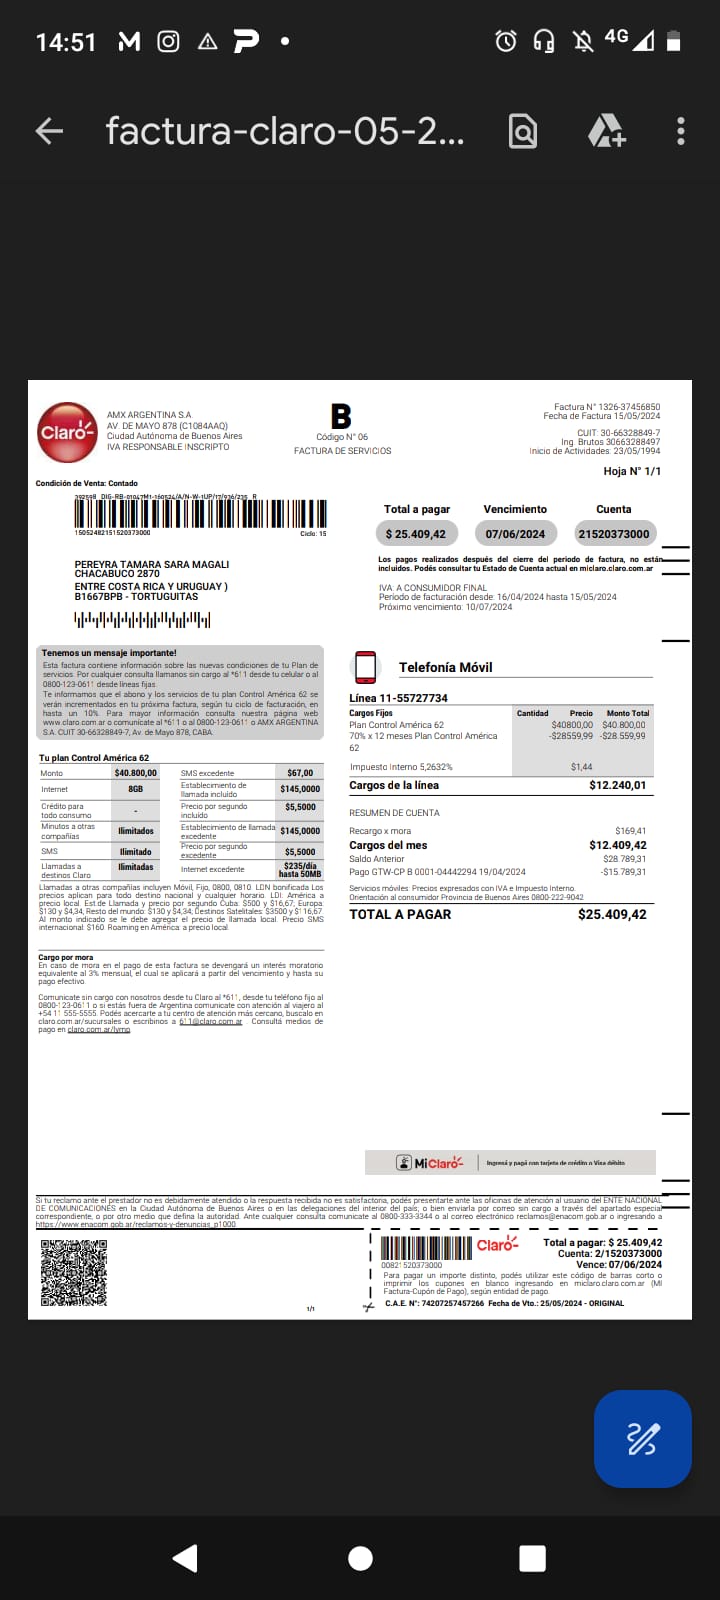 14:51
4G
factura-claro-05-2...
Claro
AMX ARGENTINA S.A.
AV. DE MAYO 878 (C1084AAQ)
Ciudad Autónoma de Buenos Aires
IVA RESPONSABLE INSCRIPTO
B
Código N° 06
FACTURA DE SERVICIOS
Factura N° 1326-37456850
Fecha de Factura 15/05/2024
CUIT: 30-66328849-7
Ing. Brutos 30663288497
Inicio de Actividades: 23/05/1994
Hoja N° 1/1
Condición de Venta: Contado
15052482151520373000
Ciclo: 15
Total a pagar Vencimiento Cuenta
$ 25.409,42 07/06/2024 21520373000
Los pagos realizados después del cierre del periodo de factura, no están
incluidos. Podés consultar tu Estado de Cuenta actual en miclaro.claro.com.ar
IVA: A CONSUMIDOR FINAL
Período de facturación desde: 16/04/2024 hasta 15/05/2024
Próximo vencimiento: 10/07/2024
PEREYRA TAMARA SARA MAGALI
CHACABUCO 2870
ENTRE COSTA RICA Y URUGUAY )
B1667BPB - TORTUGUITAS
Tenemos un mensaje importante!
Esta factura contiene información sobre las nuevas condiciones de tu Plan de
servicios. Por cualquier consulta llamanos sin cargo al *611 desde tu celular o al
0800-123-0611 desde líneas fijas.
Te informamos que el abono y los servicios de tu plan Control América 62 se
verán incrementados en tu próxima factura, según tu ciclo de facturación, en
hasta un 10%. Para mayor información consulta nuestra página web
www.claro.com.ar o comunicate al *611 o al 0800-123-0611 o AMX ARGENTINA
S.A. CUIT 30-66328849-7, Av. de Mayo 878, CABA.
Tu plan Control América 62
Monto $40.800,00 SMS excedente $67,00
Internet 8GB Establecimiento de llamada incluído $145,0000
Crédito para todo consumo - Precio por segundo incluído $5,5000
Minutos a otras compañías Ilimitados Establecimiento de llamada excedente $145,0000
SMS Ilimitado Precio por segundo excedente $5,5000
Llamadas a destinos Claro Ilimitadas Internet excedente $235/día hasta 50MB
Llamadas a otras compañías incluyen Móvil, Fijo, 0800, 0810. LDN bonificada Los
precios aplican para todo destino nacional y cualquier horario. LDI: América a
precio local. Est.de Llamada y precio por segundo Cuba: $500 y $16,67; Europa:
$130 y $4,34; Resto del mundo: $130 y $4,34; Destinos Satelitales: $3500 y $116,67.
Al monto indicado se le debe agregar el precio de llamada local. Precio SMS
internacional: $160. Roaming en América: a precio local.
Cargo por mora
En caso de mora en el pago de esta factura se devengará un interés moratorio
equivalente al 3% mensual, el cual se aplicará a partir del vencimiento y hasta su
pago efectivo.
Comunicate sin cargo con nosotros desde tu Claro al *611, desde tu teléfono fijo al
0800-123-0611 o si estás fuera de Argentina comunicate con atención al viajero al
+54 11 555-5555. Podés acercarte a tu centro de atención más cercano, buscalo en
claro.com.ar/sucursales o escribinos a 611@claro.com.ar . Consultá medios de
pago en claro.com.ar/lvmp.
Telefonía Móvil
Línea 11-55727734
Cargos Fijos Cantidad Precio Monto Total
Plan Control América 62 $40800,00 $40.800,00
70% x 12 meses Plan Control América -$28559,99 -$28.559,99
62
Impuesto Interno 5,2632% $1,44
Cargos de la línea $12.240,01
RESUMEN DE CUENTA
Recargo x mora $169,41
Cargos del mes $12.409,42
Saldo Anterior $28.789,31
Pago GTW-CP B 0001-04442294 19/04/2024 -$15.789,31
Servicios móviles: Precios expresados con IVA e Impuesto Interno.
Orientación al consumidor Provincia de Buenos Aires 0800-222-9042
TOTAL A PAGAR $25.409,42
MiClaro Ingresá y pagá con tarjeta de crédito o Visa débito
Si tu reclamo ante el prestador no es debidamente atendido o la respuesta recibida no es satisfactoria, podés presentarte ante las oficinas de atención al usuario del ENTE NACIONAL
DE COMUNICACIONES en la Ciudad Autónoma de Buenos Aires o en las delegaciones del interior del país; o bien enviarla por correo sin cargo a través del apartado especial
correspondiente, o por otro medio que defina la autoridad. Ante cualquier consulta comunicate al 0800-333-3344 o al correo electrónico reclamos@enacom.gob.ar o ingresando a
https://www.enacom.gob.ar/reclamos-y-denuncias_p1000.
Claro
00821520373000
Total a pagar: $ 25.409,42
Cuenta: 2/1520373000
Vence: 07/06/2024
Para pagar un importe distinto, podés utilizar este código de barras corto o
imprimir los cupones en blanco ingresando en miclaro.claro.com.ar (Mi
Factura-Cupón de Pago), según entidad de pago.
C.A.E. N°: 74207257457266 Fecha de Vto.: 25/05/2024 - ORIGINAL
1/1